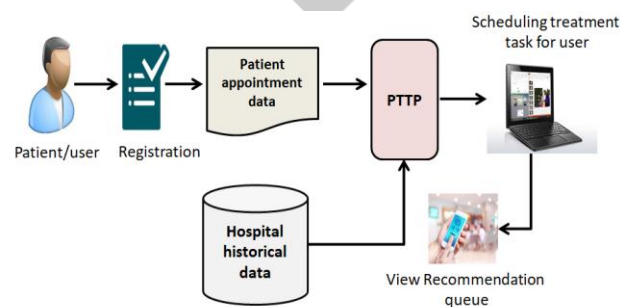 Scheduling treatment
task for user
Patient
appointment
data
PTTP
Patient/user
Registration
Hospital
historical
data
View Recommendation
queue